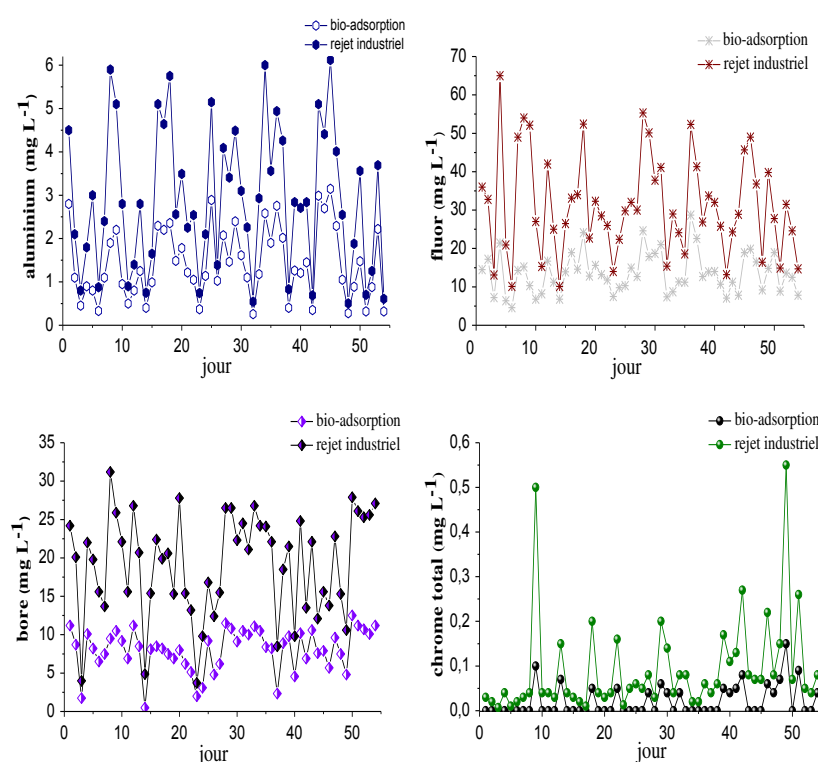 bio-adsorption
rejet industriel
aluminium (mg L⁻¹)
6
5
4
3
2
1
0
0 10 20 30 40 50
jour
bio-adsorption
rejet industriel
fluor (mg L⁻¹)
70
60
50
40
30
20
10
0
0 10 20 30 40 50
jour
bio-adsorption
rejet industriel
bore (mg L⁻¹)
35
30
25
20
15
10
5
0
0 10 20 30 40 50
jour
bio-adsorption
rejet industriel
chrome total (mg L⁻¹)
0,6
0,5
0,4
0,3
0,2
0,1
0,0
0 10 20 30 40 50
jour